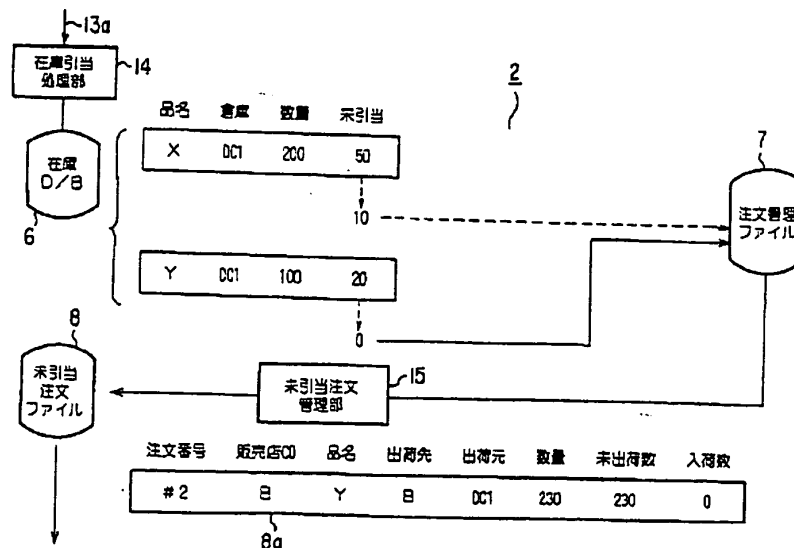 13a
在庫引当
処理部
14
2
品名 倉庫 数量 未引当
X DC1 200 50
10
在庫
D/B
6
7
注文管理
ファイル
Y DC1 100 20
0
8
未引当
注文
ファイル
未引当注文
管理部
15
注文番号 販売店CD 品名 出荷先 出荷元 数量 未出荷数 入荷数
#2 B Y B DC1 230 230 0
8a